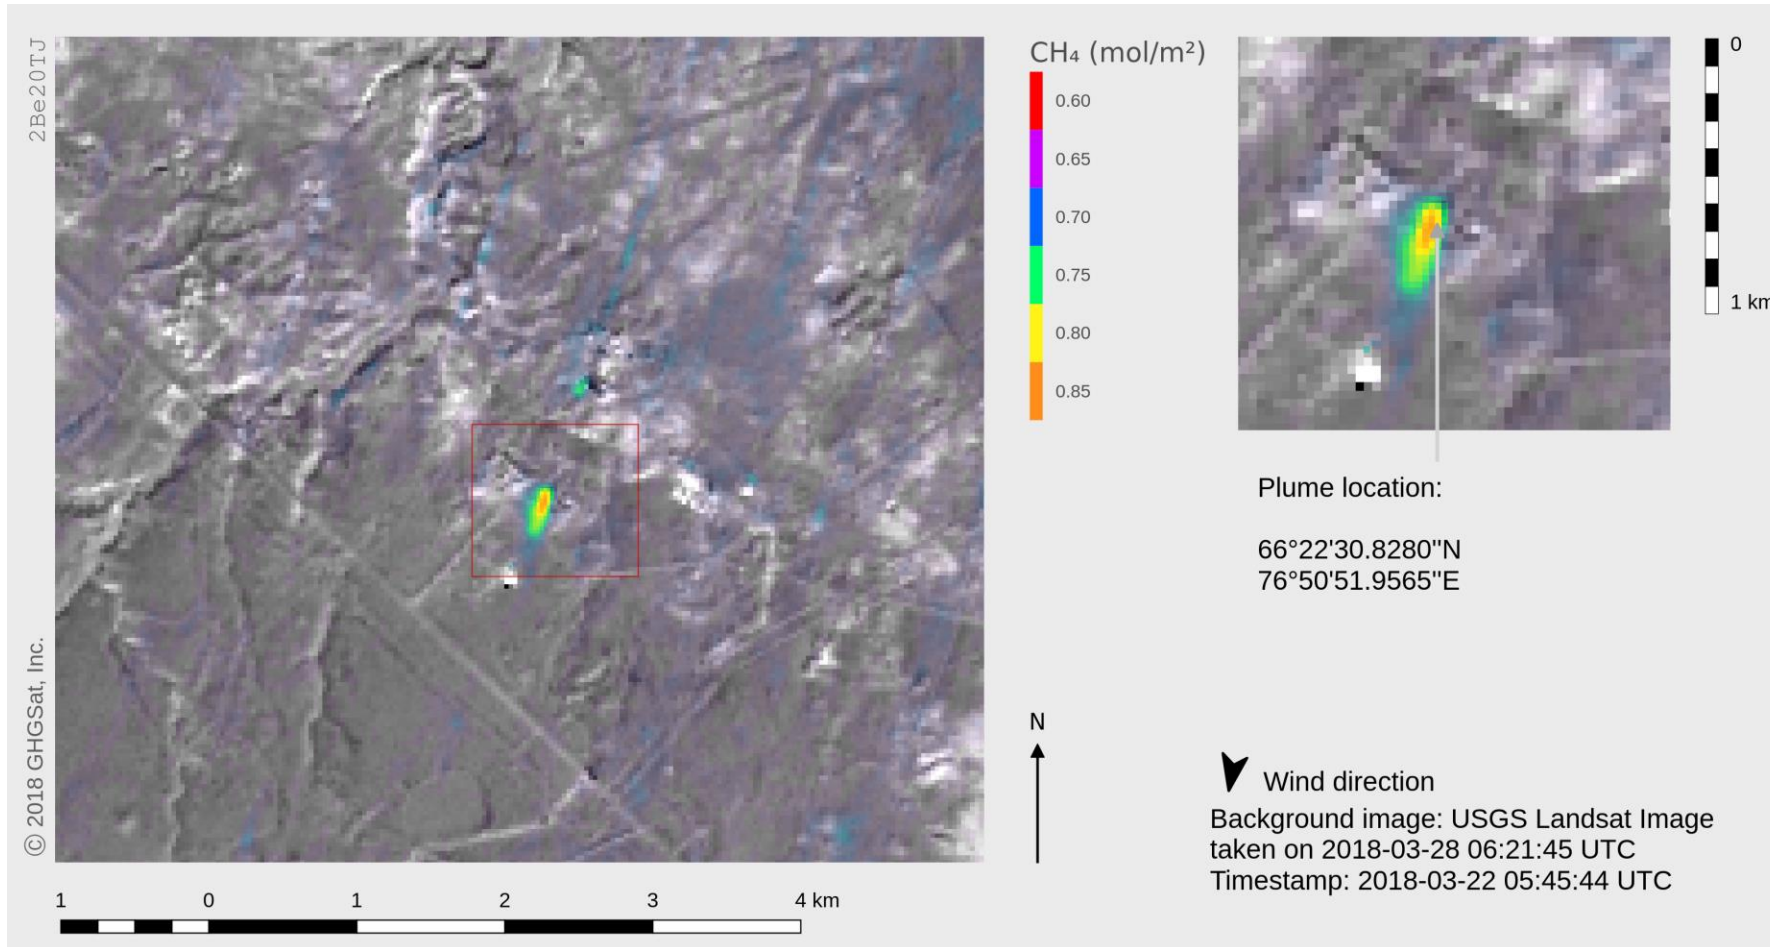 2Be20TJ
© 2018 GHGSat, Inc.
CH₄ (mol/m²)
0.60
0.65
0.70
0.75
0.80
0.85
0
1 km
Plume location:
66°22'30.8280"N
76°50'51.9565"E
N
Wind direction
Background image: USGS Landsat Image
taken on 2018-03-28 06:21:45 UTC
Timestamp: 2018-03-22 05:45:44 UTC
1 0 1 2 3 4 km